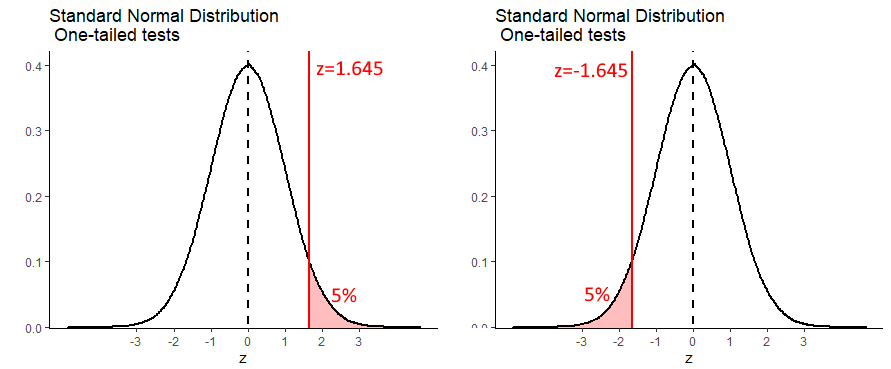 Standard Normal Distribution
One-tailed tests
z=1.645
0.4
0.3
0.2
0.1
0.0
5%
-3 -2 -1 0 1 2 3
z
Standard Normal Distribution
One-tailed tests
z=-1.645
0.4
0.3
0.2
0.1
0.0
5%
-3 -2 -1 0 1 2 3
z